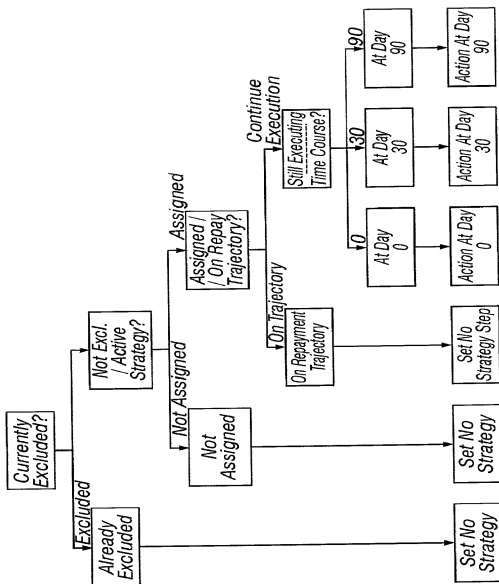 Currently
Excluded?
Excluded
Already
Excluded
Not Excl.
/ Active
Strategy?
Not Assigned
Assigned
Not
Assigned
Assigned /
/ On Repay
Trajectory?
On Trajectory
Continue
Execution
On Repayment
Trajectory
Still Executing
Time Course?
0
30
90
At Day
0
At Day
30
At Day
90
Set No
Strategy
Set No
Strategy
Set No
Strategy Step
Action At Day
0
Action At Day
30
Action At Day
90